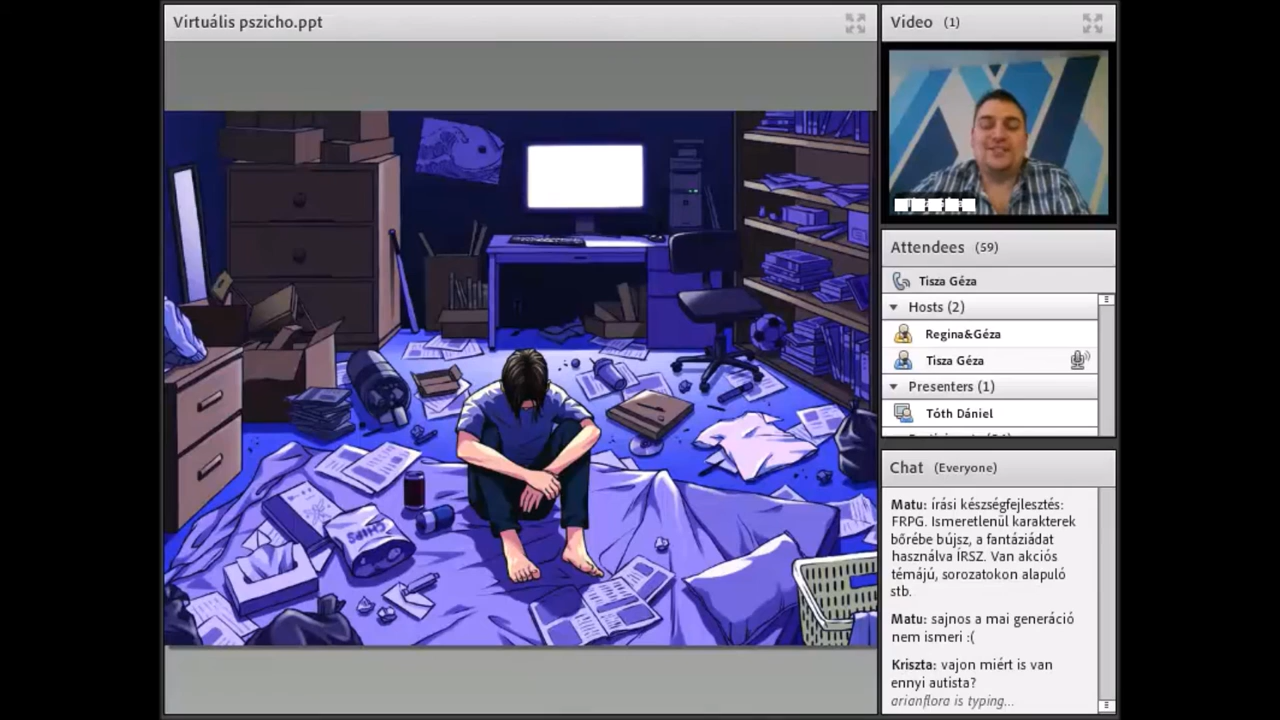 Virtuális pszicho.ppt
CHIPS
Video (1)
Attendees (59)
Tisza Géza
Hosts (2)
Regina&Géza
Tisza Géza
Presenters (1)
Tóth Dániel
Chat (Everyone)
Matu: írási készségfejlesztés:
FRPG. Ismeretlenül karakterek
bőrébe bújsz, a fantáziádat
használva ÍRSZ. Van akciós
témájú, sorozatokon alapuló
stb.
Matu: sajnos a mai generáció
nem ismeri :(
Kriszta: vajon miért is van
ennyi autista?
arianflora is typing...